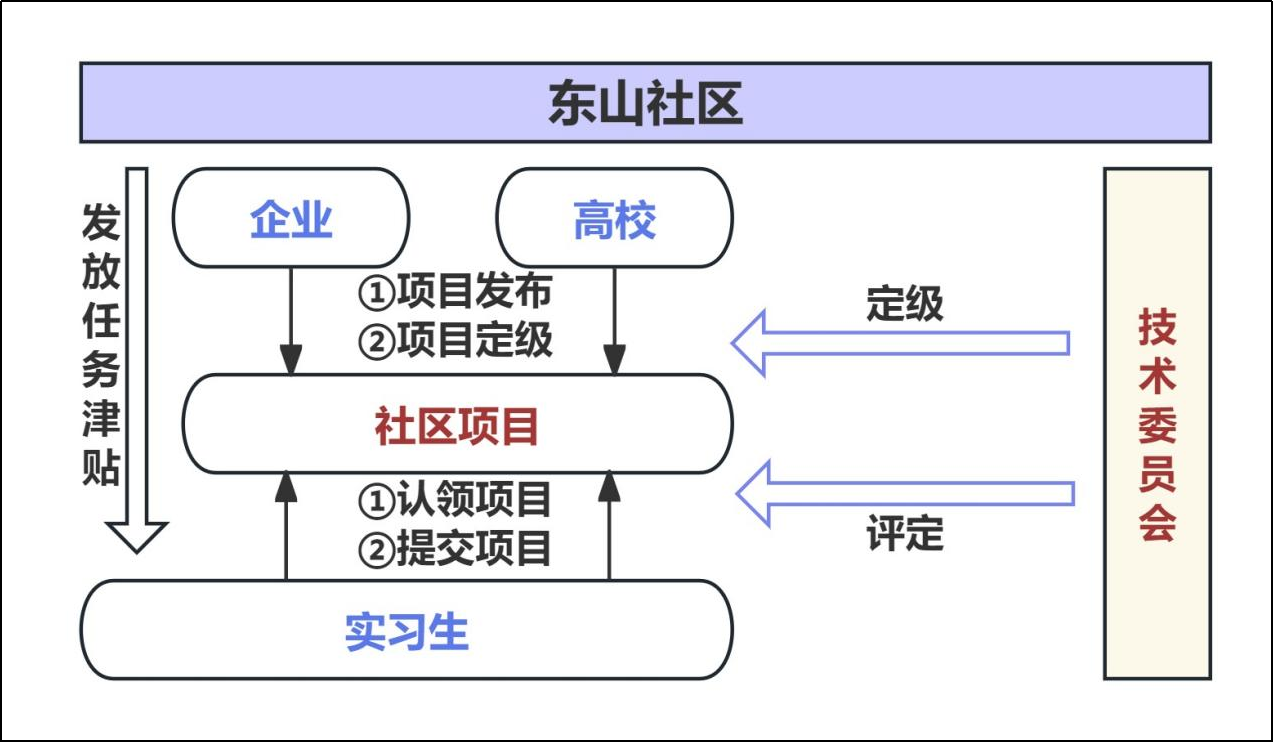 东山社区
发放任务津贴
企业
高校
①项目发布
②项目定级
定级
社区项目
技术委员会
①认领项目
②提交项目
评定
实习生